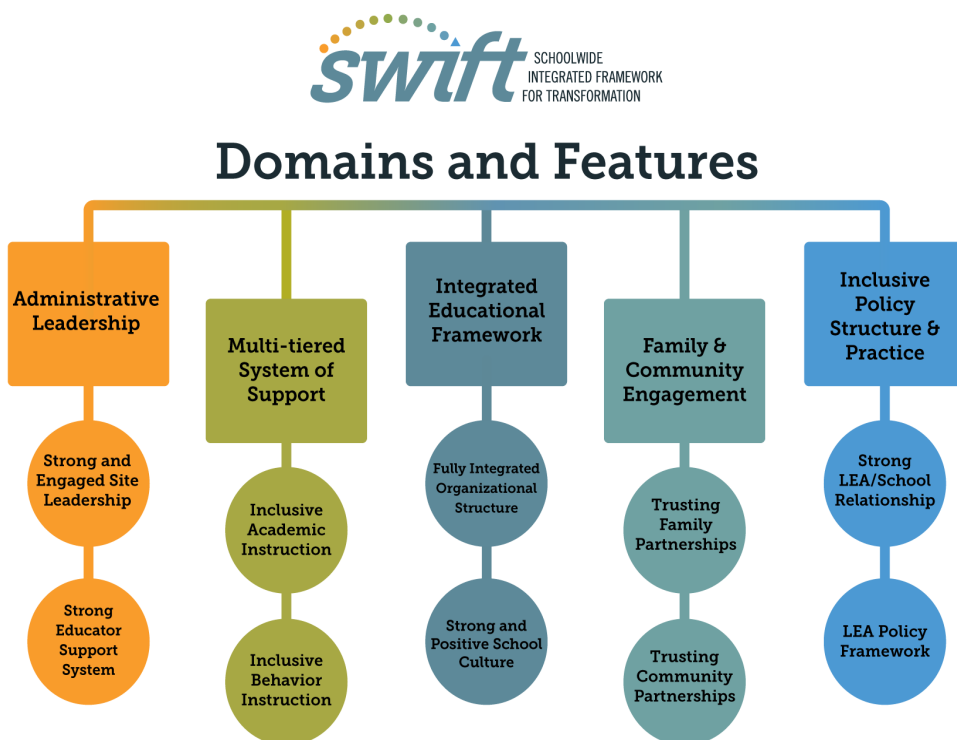 swift
SCHOOLWIDE
INTEGRATED FRAMEWORK
FOR TRANSFORMATION
Domains and Features
Administrative
Leadership
Strong and
Engaged Site
Leadership
Strong
Educator
Support
System
Multi-tiered
System of
Support
Inclusive
Academic
Instruction
Inclusive
Behavior
Instruction
Integrated
Educational
Framework
Fully Integrated
Organizational
Structure
Strong and
Positive School
Culture
Family &
Community
Engagement
Trusting
Family
Partnerships
Trusting
Community
Partnerships
Inclusive
Policy
Structure &
Practice
Strong
LEA/School
Relationship
LEA Policy
Framework